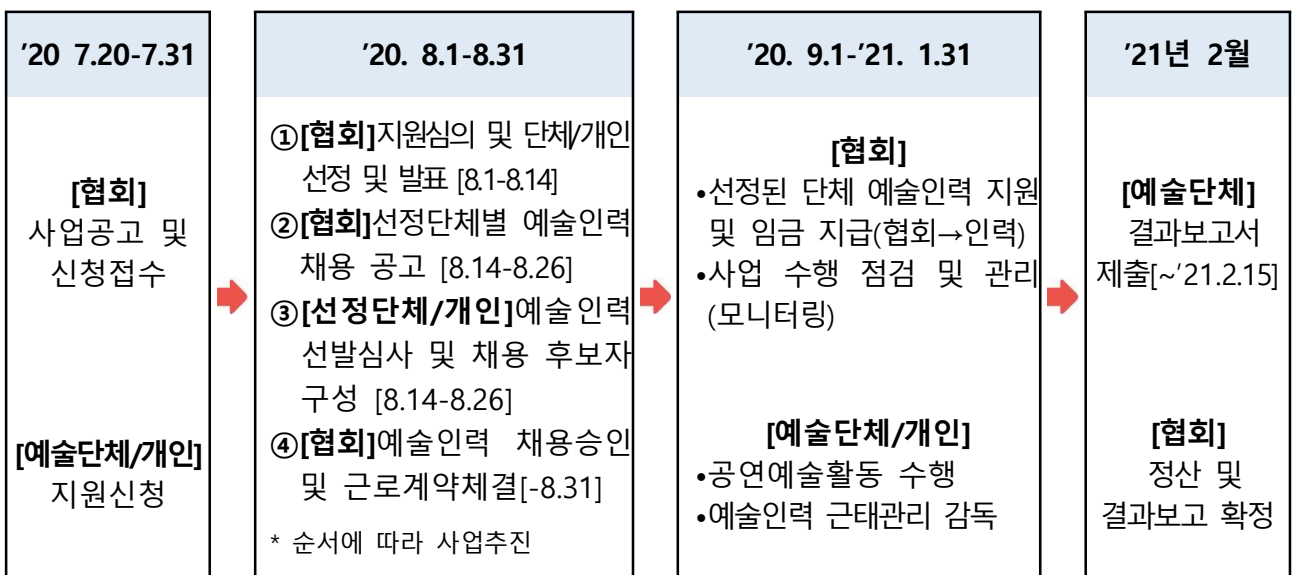 '20 7.20-7.31
[협회]
사업공고 및
신청접수
[예술단체/개인]
지원신청
'20. 8.1-8.31
①[협회]지원심의 및 단체/개인
선정 및 발표 [8.1-8.14]
②[협회]선정단체별 예술인력
채용 공고 [8.14-8.26]
③[선정단체/개인]예술인력
선발심사 및 채용 후보자
구성 [8.14-8.26]
④[협회]예술인력 채용승인
및 근로계약체결[-8.31]
* 순서에 따라 사업추진
'20. 9.1-'21. 1.31
[협회]
•선정된 단체 예술인력 지원
및 임금 지급(협회→인력)
•사업 수행 점검 및 관리
(모니터링)
[예술단체/개인]
•공연예술활동 수행
•예술인력 근태관리 감독
'21년 2월
[예술단체]
결과보고서
제출[~'21.2.15]
[협회]
정산 및
결과보고 확정